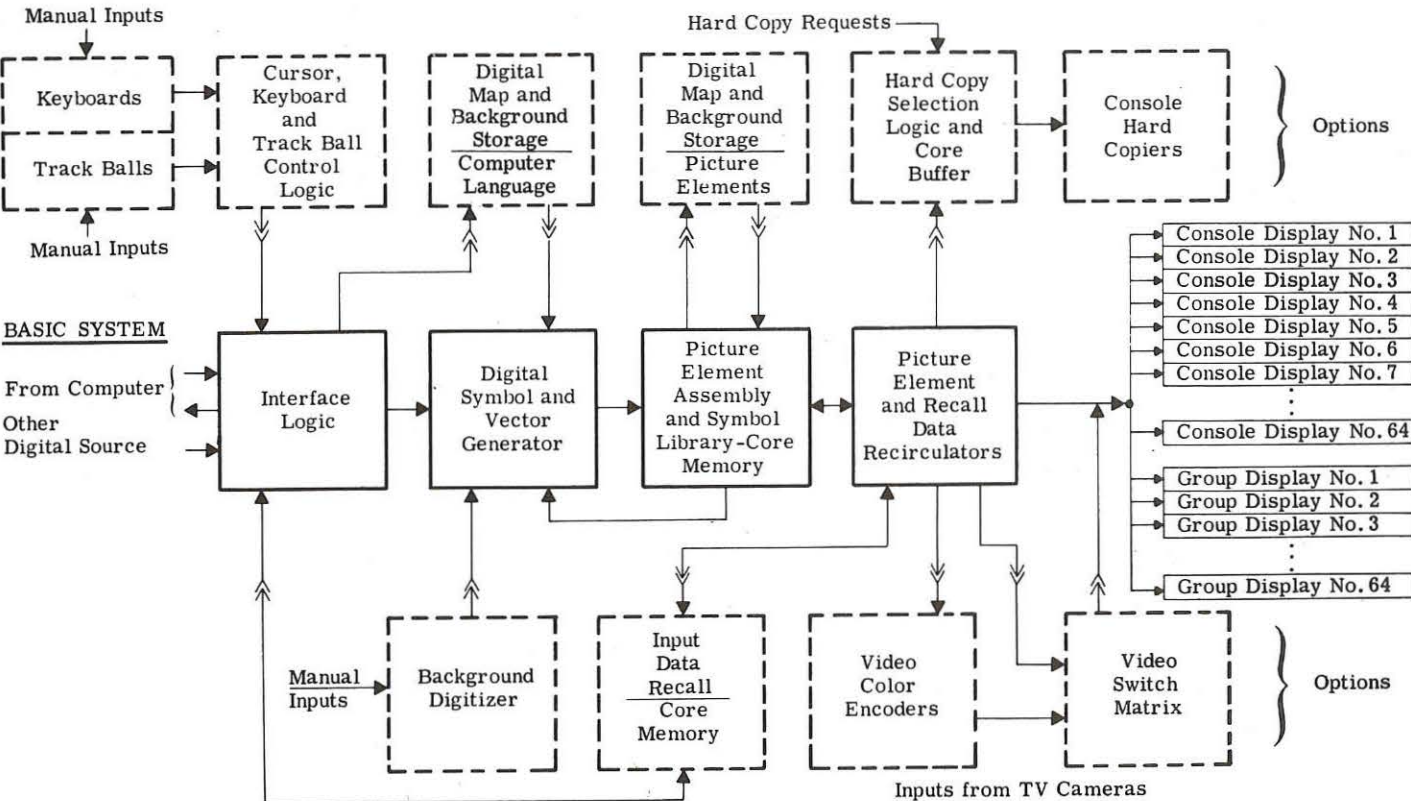 Manual Inputs
Keyboards
Track Balls
Manual Inputs
Cursor,
Keyboard
and
Track Ball
Control
Logic
Digital
Map and
Background
Storage
Computer
Language
Digital
Map and
Background
Storage
Picture
Elements
Hard Copy Requests
Hard Copy
Selection
Logic and
Core
Buffer
Console
Hard
Copiers
Options
BASIC SYSTEM
From Computer
Other
Digital Source
Interface
Logic
Digital
Symbol and
Vector
Generator
Picture
Element
Assembly
and Symbol
Library-Core
Memory
Picture
Element
and Recall
Data
Recirculators
Console Display No. 1
Console Display No. 2
Console Display No. 3
Console Display No. 4
Console Display No. 5
Console Display No. 6
Console Display No. 7
Console Display No. 64
Group Display No. 1
Group Display No. 2
Group Display No. 3
Group Display No. 64
Manual
Inputs
Background
Digitizer
Input
Data
Recall
Core
Memory
Video
Color
Encoders
Video
Switch
Matrix
Options
Inputs from TV Cameras